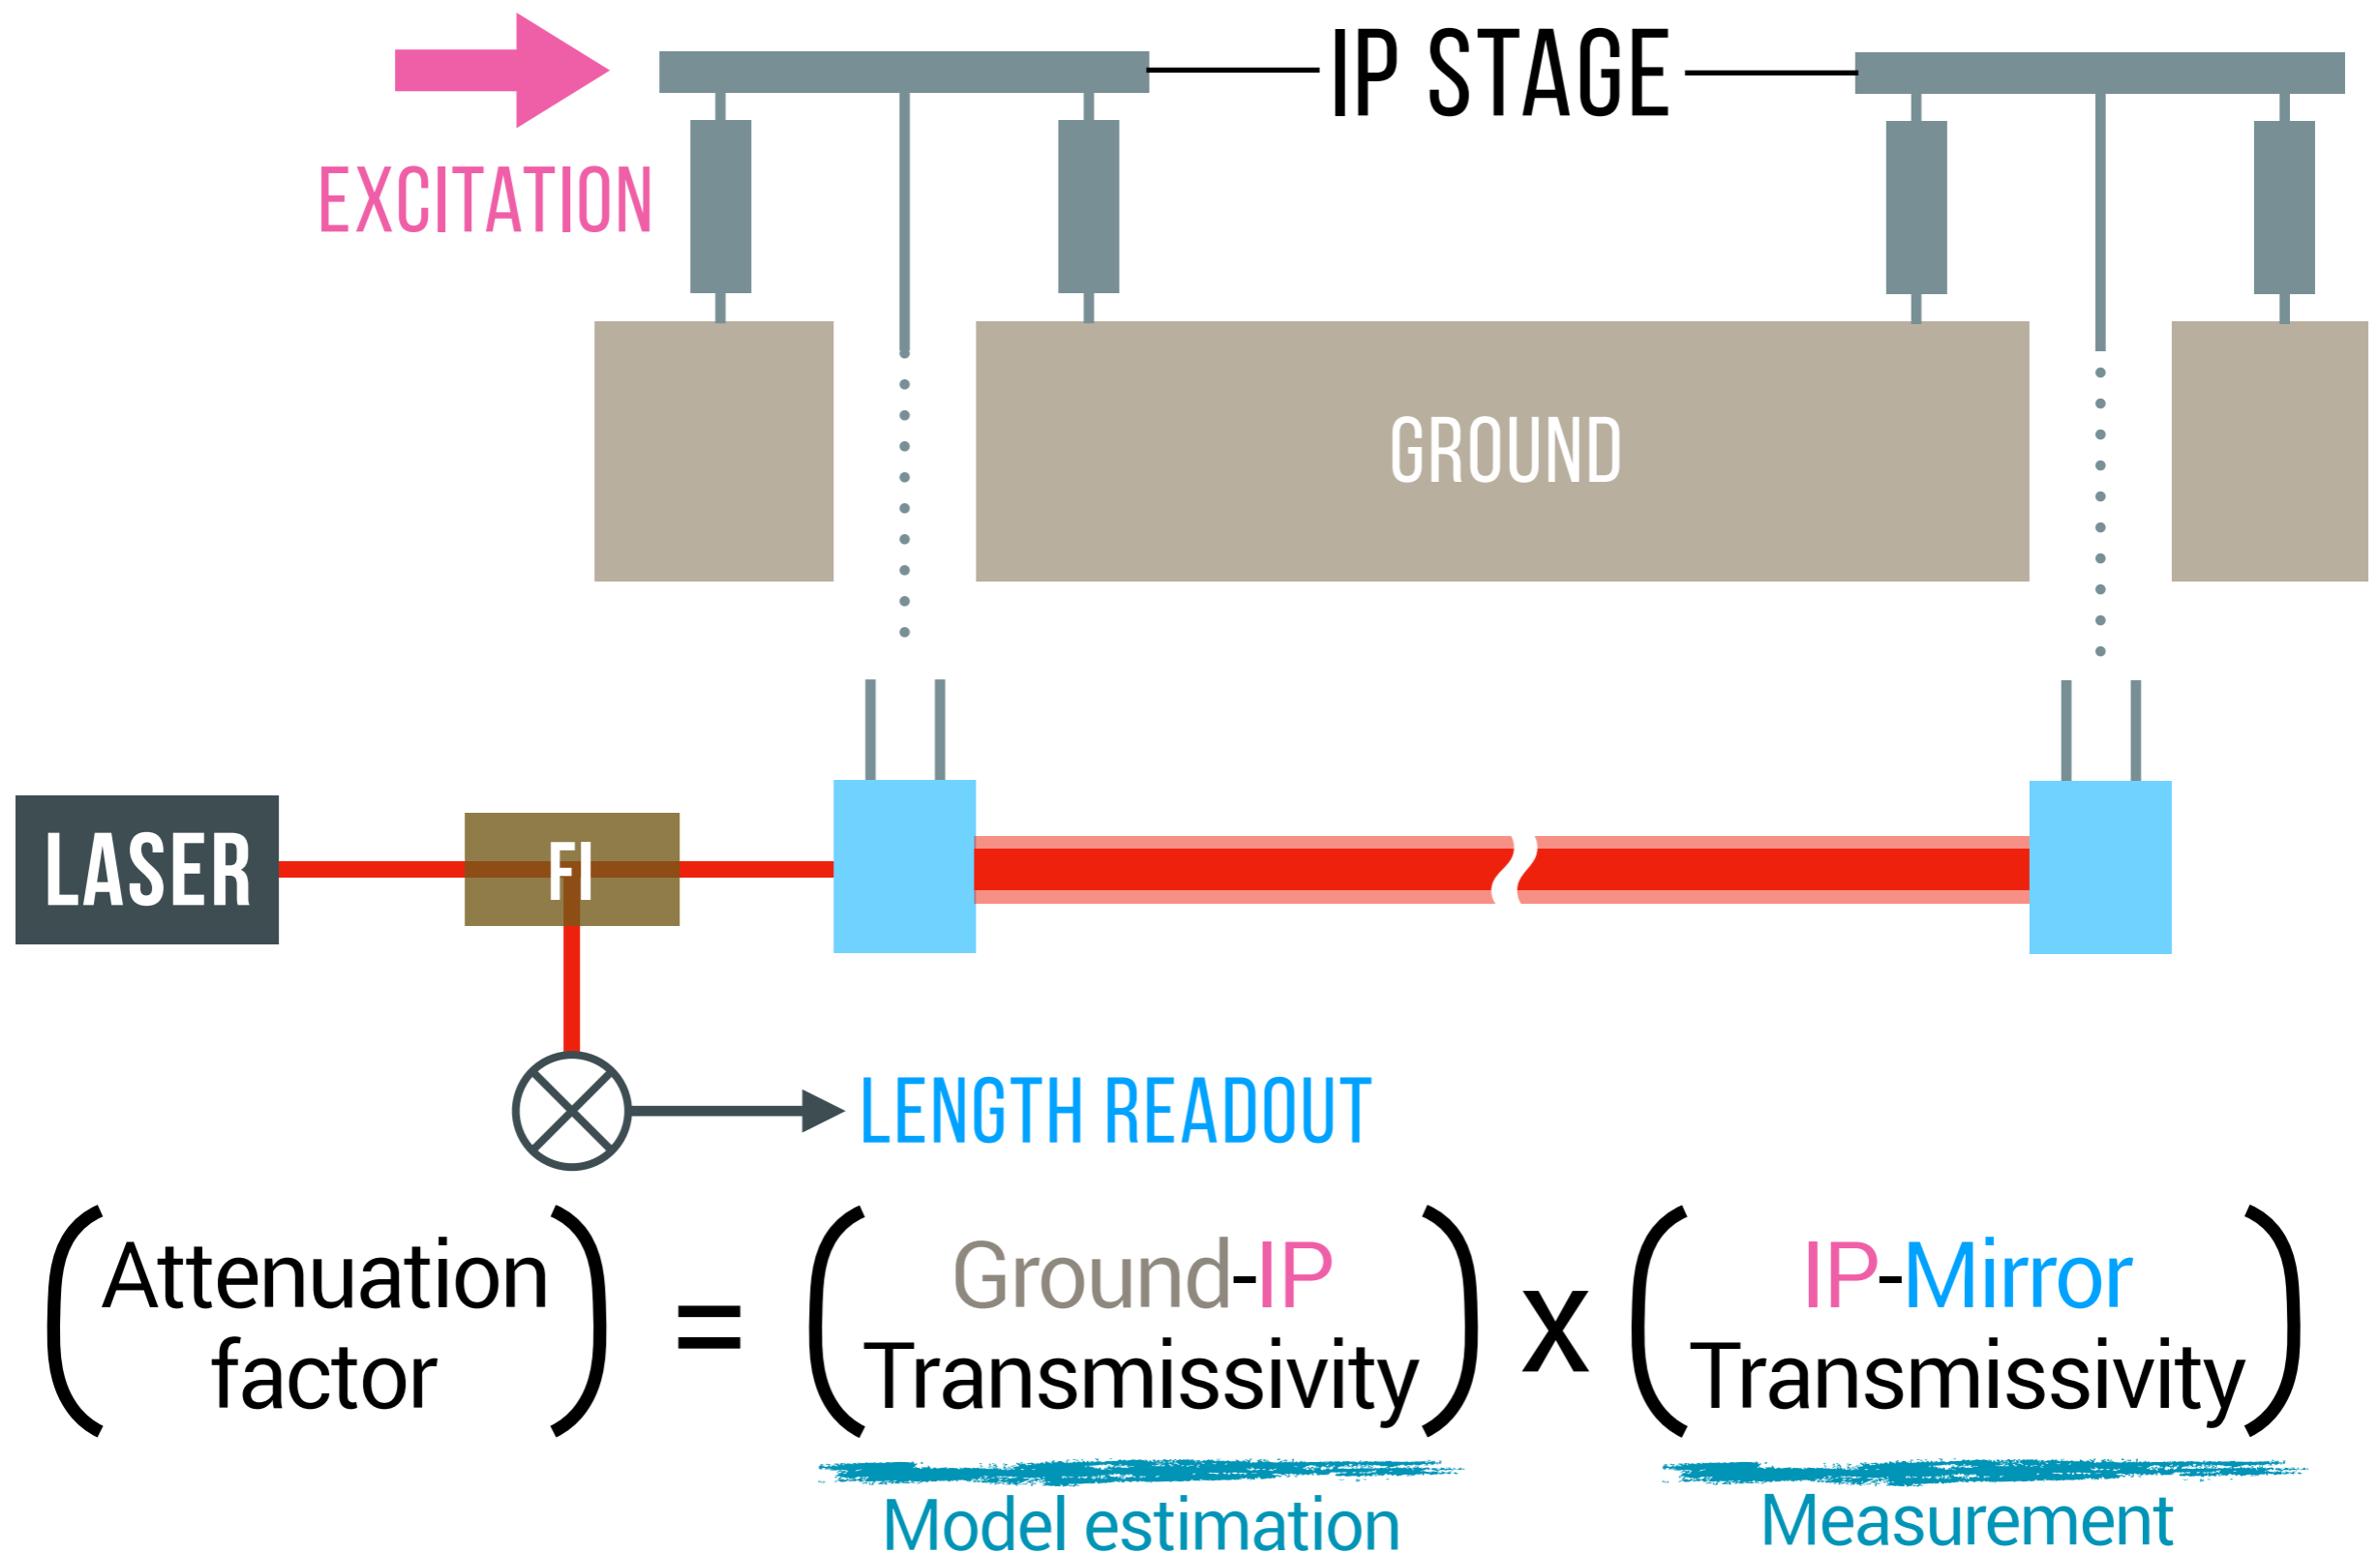 IP STAGE
EXCITATION
GROUND
LASER
FI
LENGTH READOUT
(Attenuation factor) = (Ground-IP Transmissivity) x (IP-Mirror Transmissivity)
Model estimation
Measurement